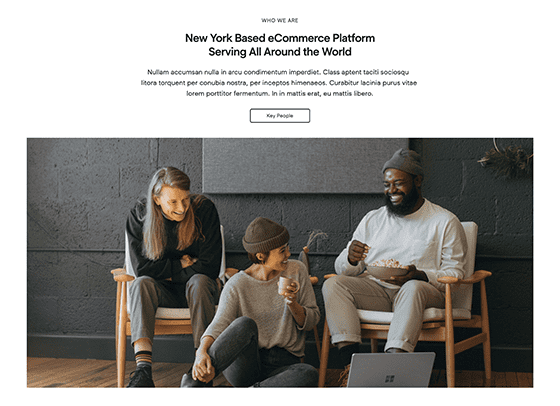 WHO WE ARE
New York Based eCommerce Platform
Serving All Around the World
Nullam accumsan nulla in arcu condimentum imperdiet. Class aptent taciti sociosqu
litora torquent per conubia nostra, per inceptos himenaeos. Curabitur lacinia purus vitae
lorem porttitor fermentum. In in mattis erat, eu mattis libero.
Key People